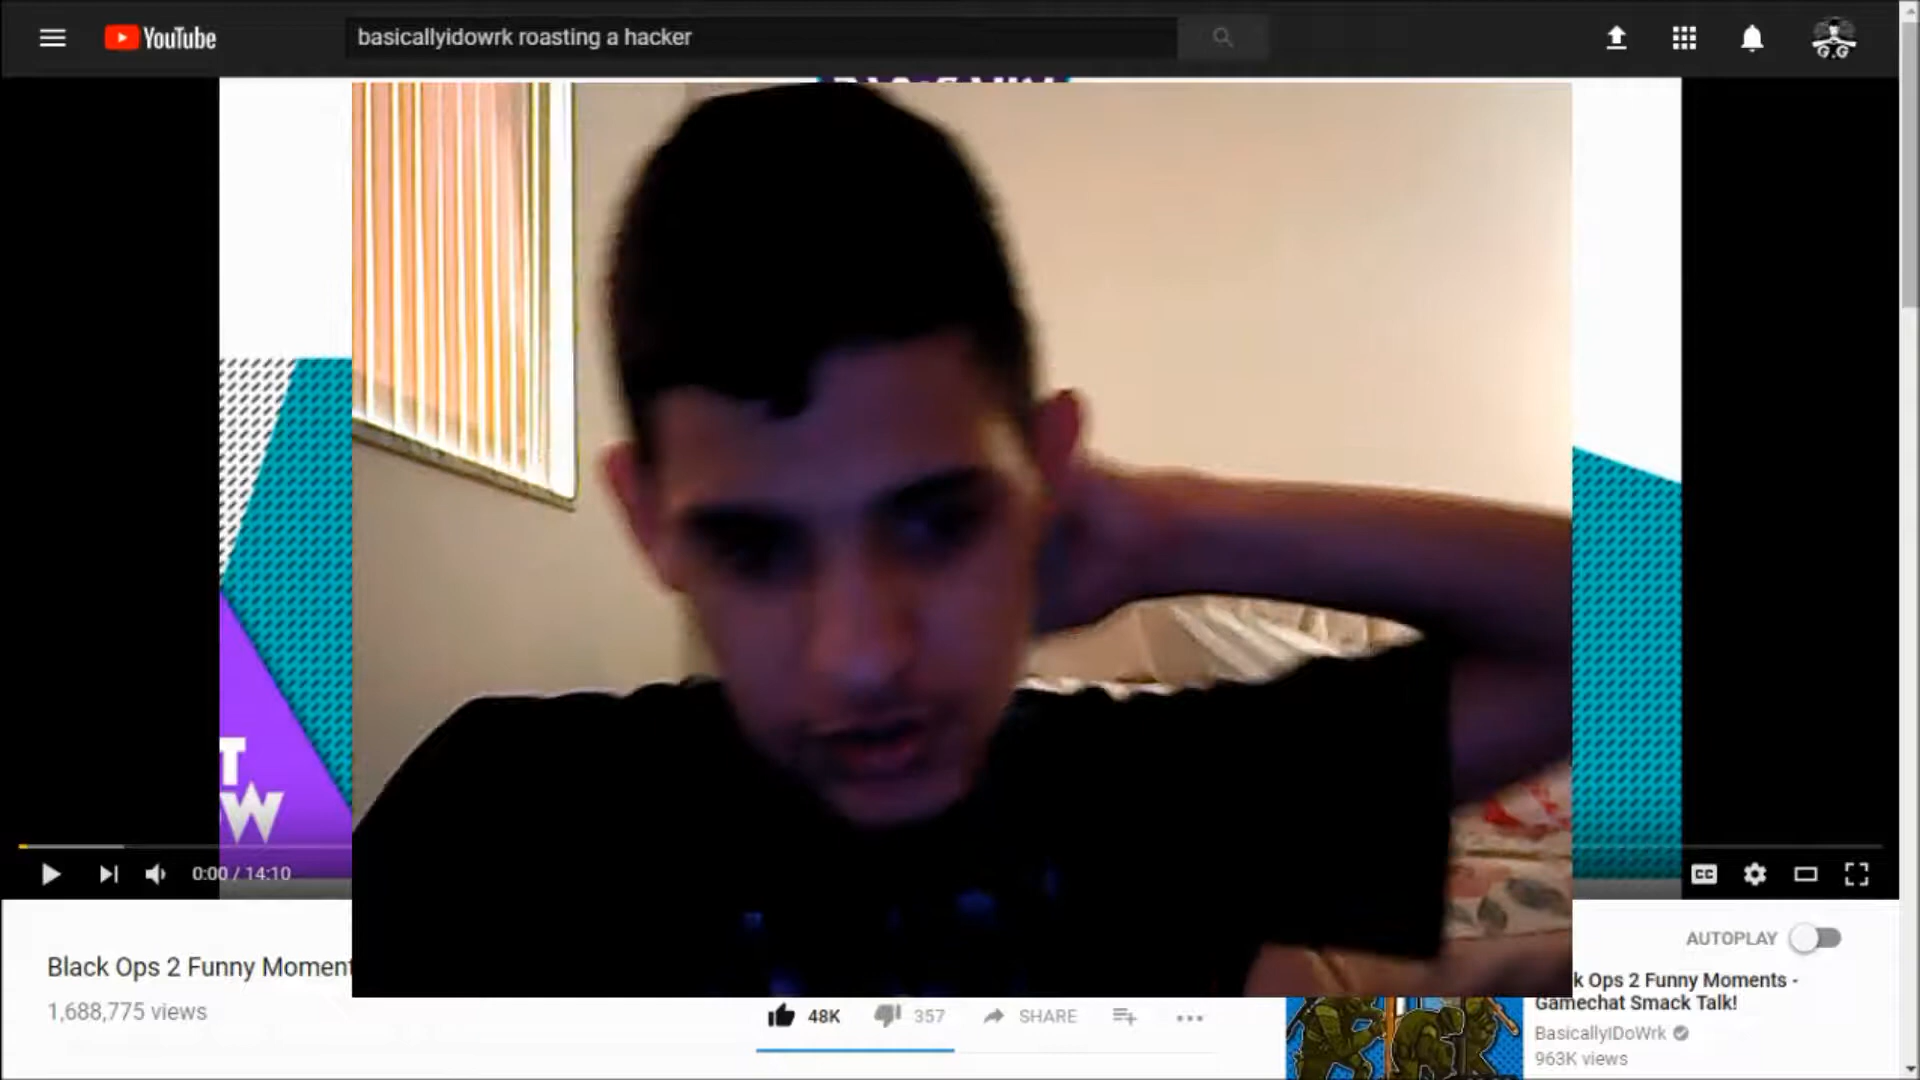 YouTube
basicallyidowrk roasting a hacker
G.G
T
W
0:00 / 14:10
CC
Black Ops 2 Funny Moment
1,688,775 views
48K
357
SHARE
AUTOPLAY
k Ops 2 Funny Moments -
Gamechat Smack Talk!
BasicallyIDoWrk
963K views